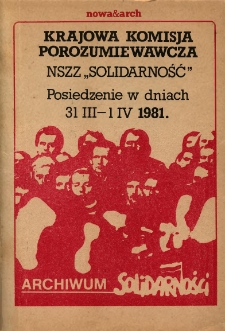 nowa&arch
KRAJOWA KOMISJA
POROZUMIEWAWCZA
NSZZ „SOLIDARNOŚĆ”
Posiedzenie w dniach
31 III—1 IV 1981.
ARCHIWUM SOLIDARNOŚCI